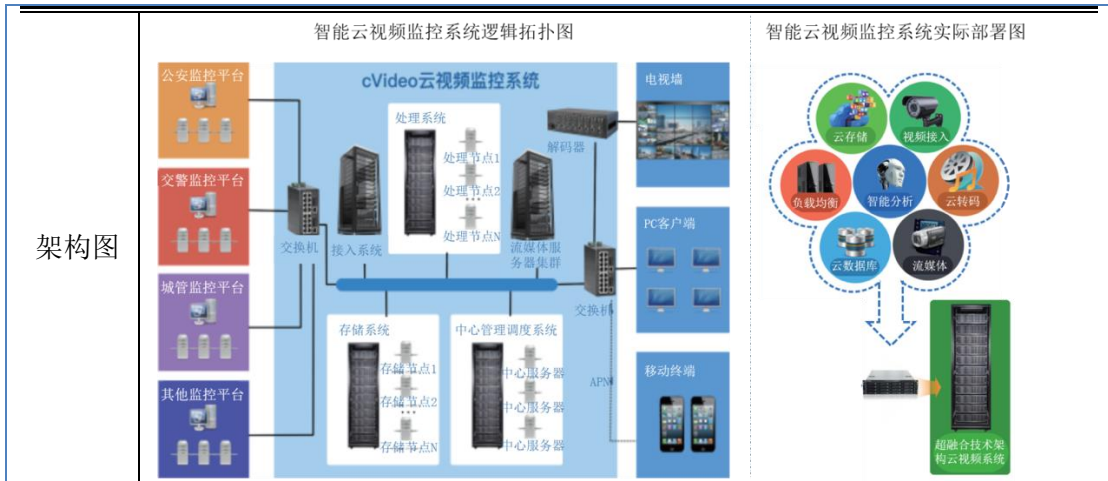 架构图
智能云视频监控系统逻辑拓扑图
公安监控平台
交警监控平台
城管监控平台
其他监控平台
cVideo云视频监控系统
交换机
接入系统
处理系统
处理节点1
处理节点2
处理节点N
流媒体服
务器集群
解码器
交换机
存储系统
存储节点1
存储节点2
存储节点N
中心管理调度系统
中心服务器
中心服务器
中心服务器
APN
电视墙
PC客户端
移动终端
智能云视频监控系统实际部署图
云存储
视频接入
负载均衡
智能分析
云转码
云数据库
流媒体
超融合技术架
构云视频系统